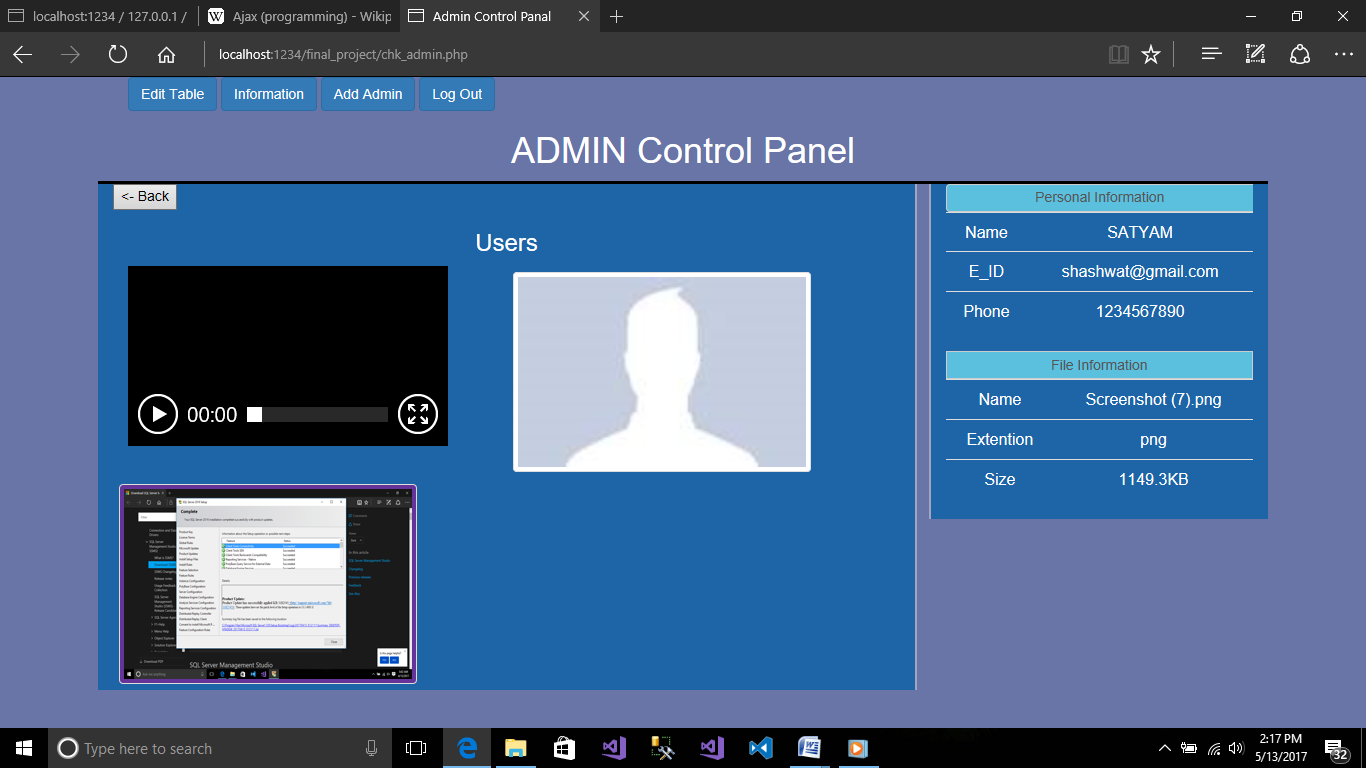 localhost:1234 / 127.0.0.1 /
Ajax (programming) - Wikip
Admin Control Panal
localhost:1234/final_project/chk_admin.php
Edit Table
Information
Add Admin
Log Out
ADMIN Control Panel
<- Back
Users
00:00
Complete
SQL Server Management Studio
Personal Information
Name SATYAM
E_ID shashwat@gmail.com
Phone 1234567890
File Information
Name Screenshot (7).png
Extention png
Size 1149.3KB
Type here to search
2:17 PM
5/13/2017
32